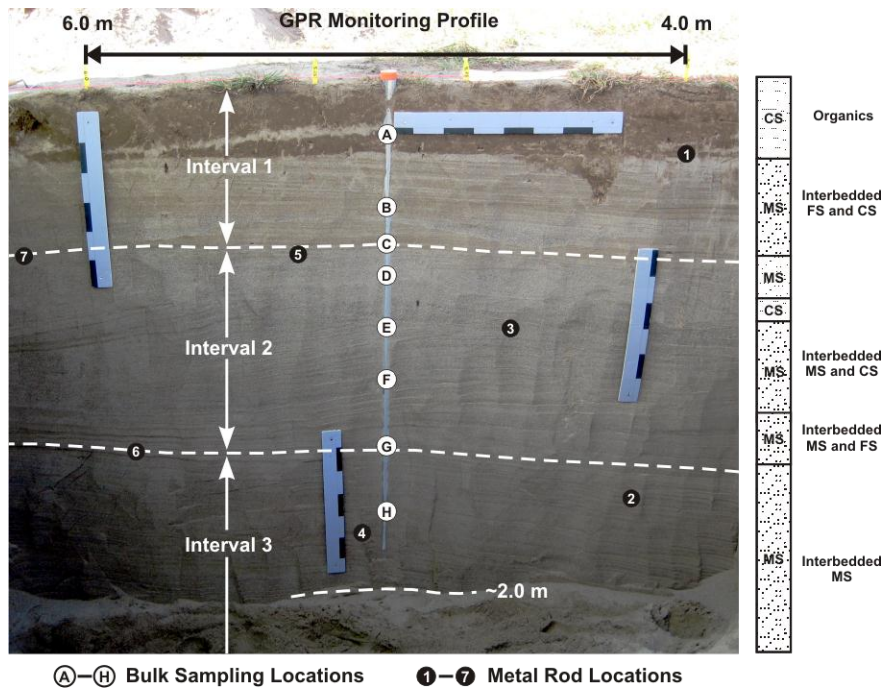 GPR Monitoring Profile
6.0 m
4.0 m
A
CS
Organics
1
Interval 1
B
MS
Interbedded
FS and CS
C
7
5
D
MS
CS
E
3
Interval 2
F
MS
Interbedded
MS and CS
G
6
MS
Interbedded
MS and FS
2
H
4
Interval 3
MS
Interbedded
MS
~2.0 m
A–H Bulk Sampling Locations
1–7 Metal Rod Locations